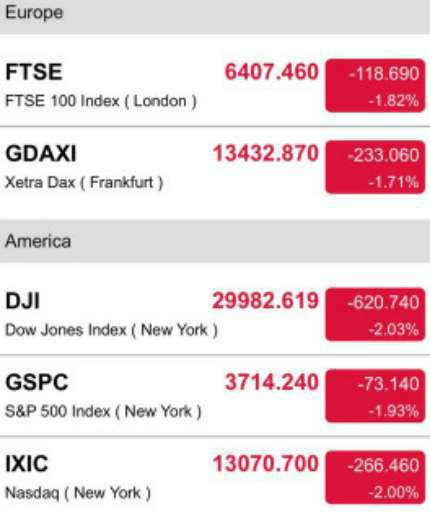 Europe
FTSE 6407.460 -118.690
FTSE 100 Index ( London ) -1.82%
GDAXI 13432.870 -233.060
Xetra Dax ( Frankfurt ) -1.71%
America
DJI 29982.619 -620.740
Dow Jones Index ( New York ) -2.03%
GSPC 3714.240 -73.140
S&P 500 Index ( New York ) -1.93%
IXIC 13070.700 -266.460
Nasdaq ( New York ) -2.00%